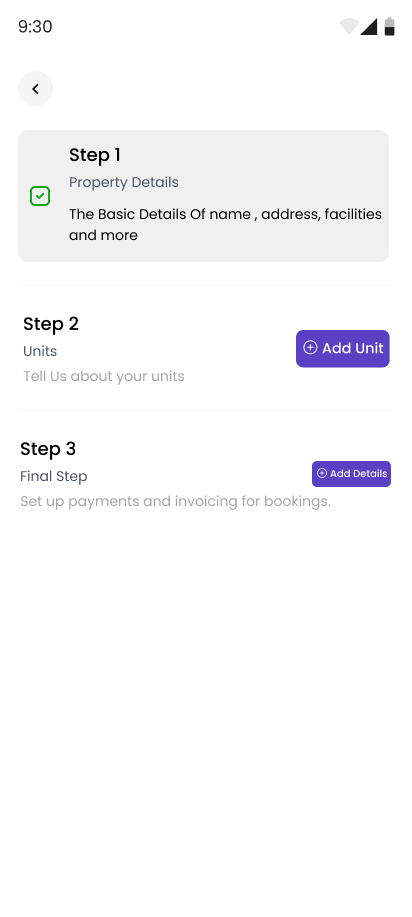 9:30
Step 1
Property Details
The Basic Details Of name , address, facilities
and more
Step 2
Units
Add Unit
Tell Us about your units
Step 3
Final Step
Add Details
Set up payments and invoicing for bookings.